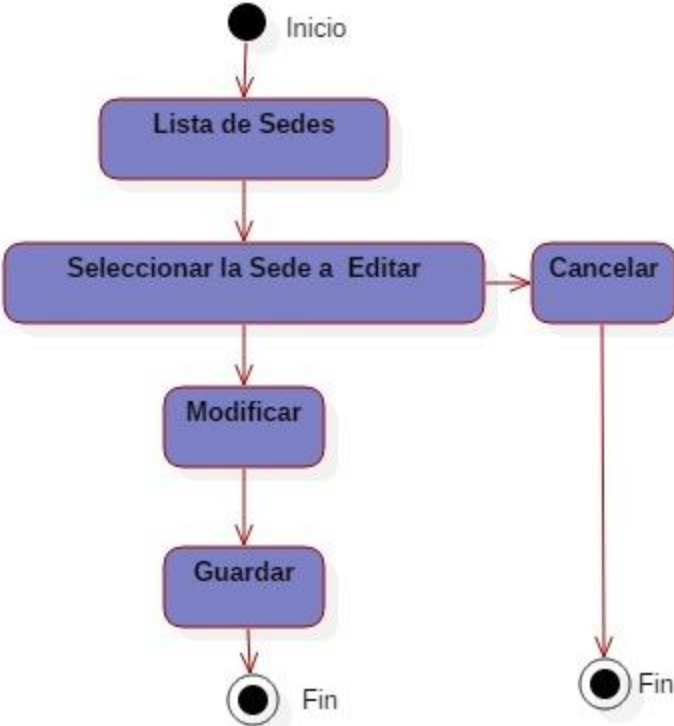 Inicio
Lista de Sedes
Seleccionar la Sede a  Editar
Cancelar
Modificar
Guardar
Fin
Fin